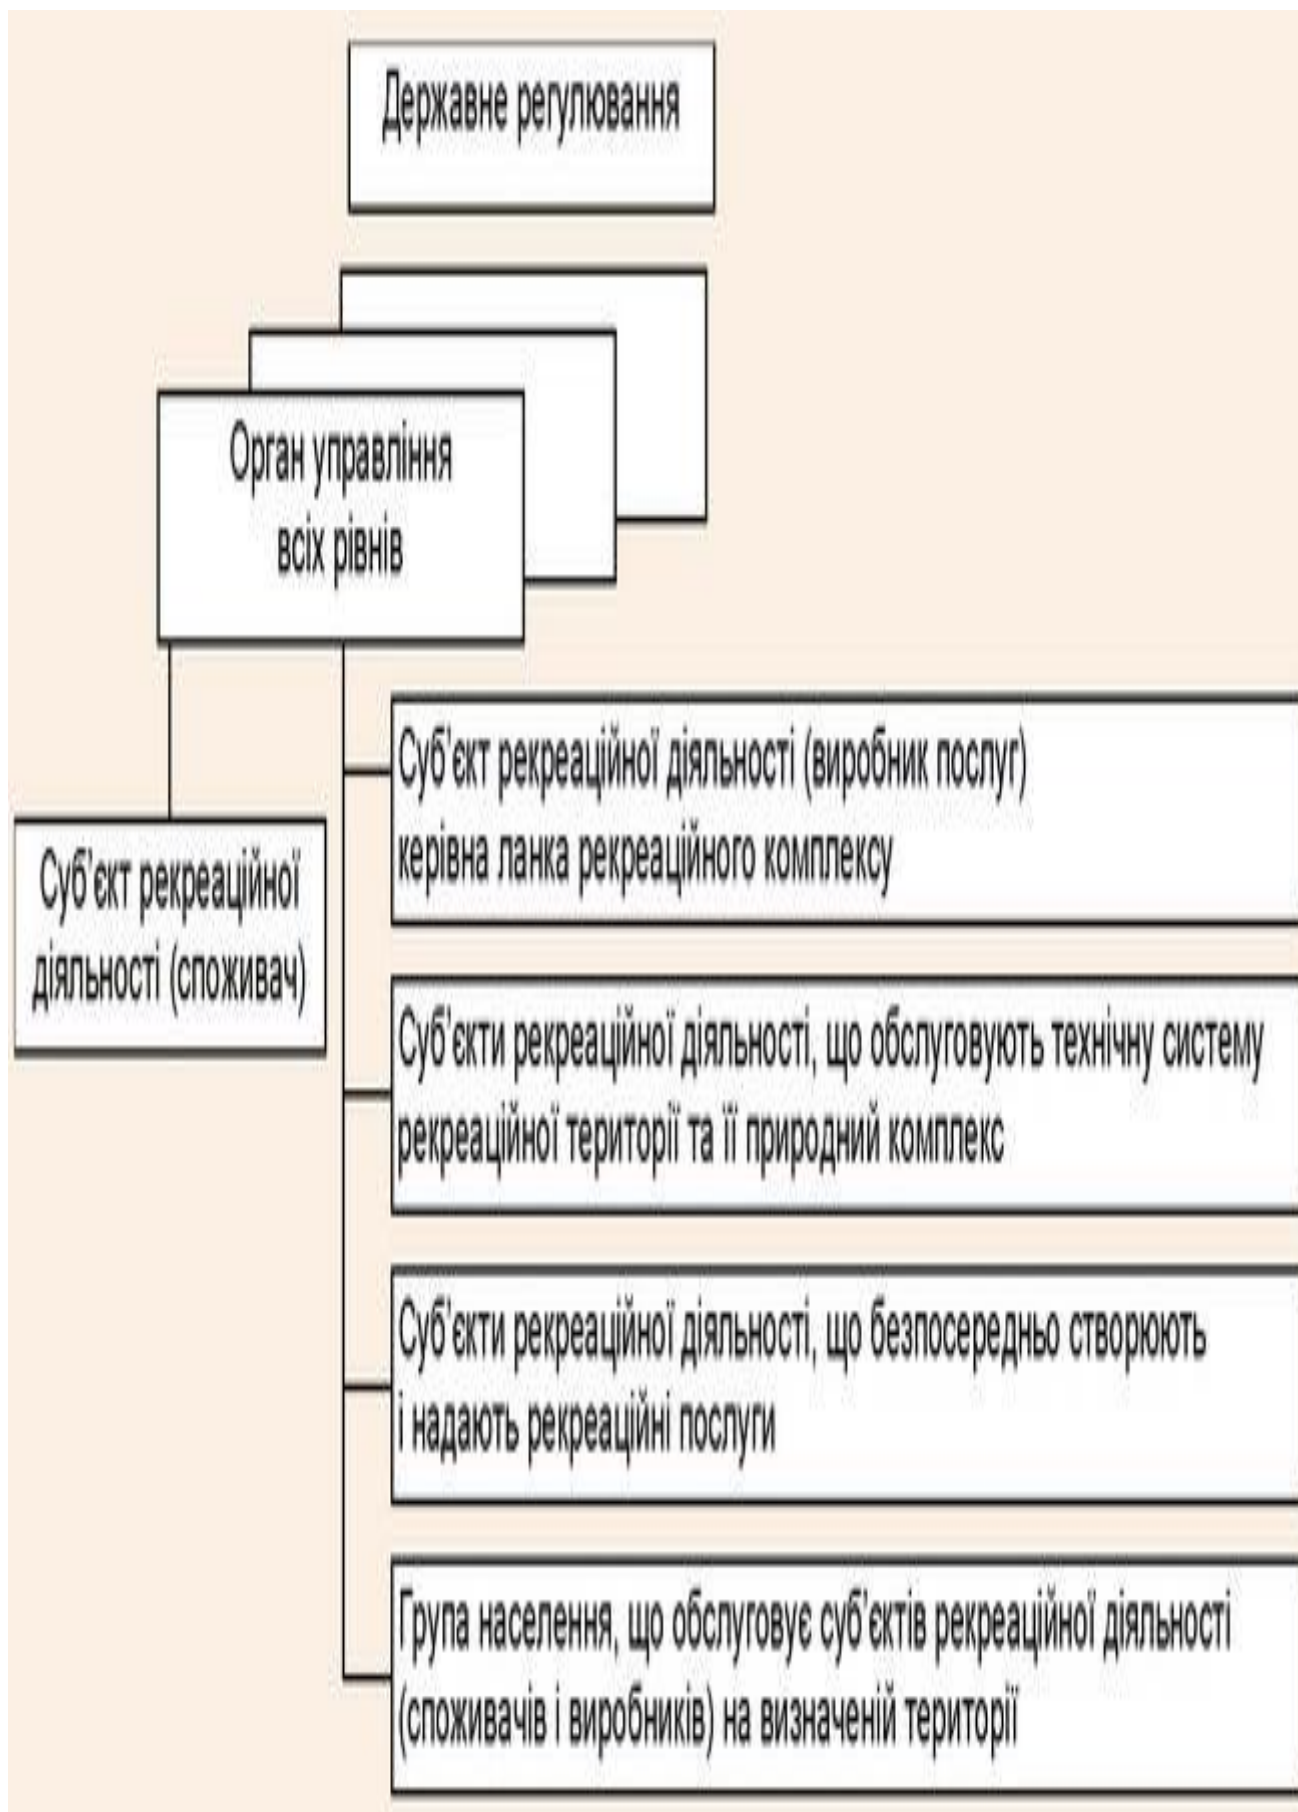 Державне регулювання
Орган управління
всіх рівнів
Суб'єкт рекреаційної діяльності (виробник послуг)
керівна ланка рекреаційного комплексу
Суб'єкт рекреаційної
діяльності (споживач)
Суб'єкти рекреаційної діяльності, що обслуговують технічну систему
рекреаційної території та її природний комплекс
Суб'єкти рекреаційної діяльності, що безпосередньо створюють
і надають рекреаційні послуги
Група населення, що обслуговує суб'єктів рекреаційної діяльності
(споживачів і виробників) на визначеній території